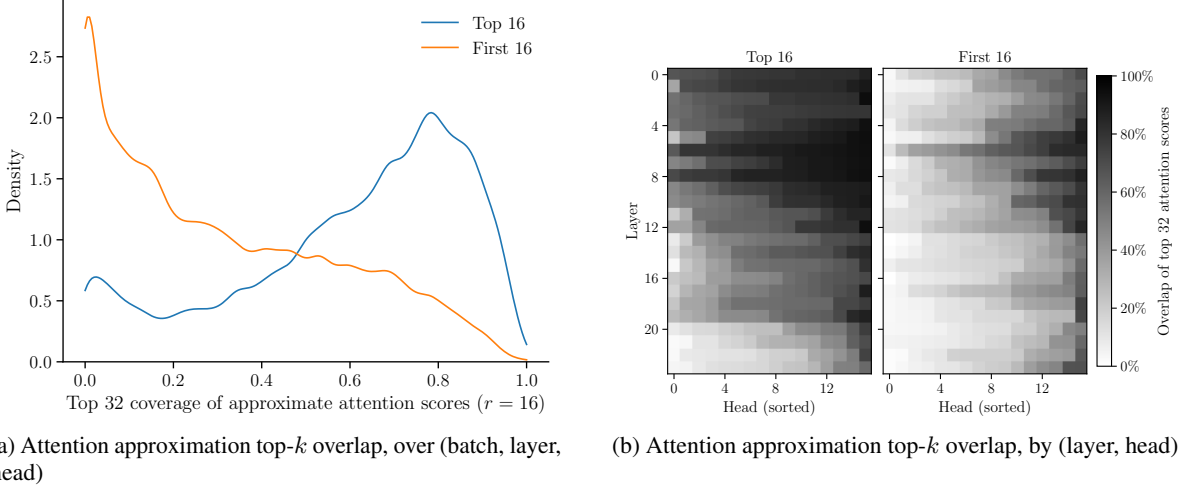 Top 16
First 16
2.5
2.0
1.5
1.0
0.5
0.0
Density
0.0 0.2 0.4 0.6 0.8 1.0
Top 32 coverage of approximate attention scores (r = 16)
a) Attention approximation top-k overlap, over (batch, layer,
head)
Top 16
First 16
0
4
8
12
16
20
Layer
0 4 8 12
Head (sorted)
0 4 8 12
Head (sorted)
100%
80%
60%
40%
20%
0%
Overlap of top 32 attention scores
(b) Attention approximation top-k overlap, by (layer, head)